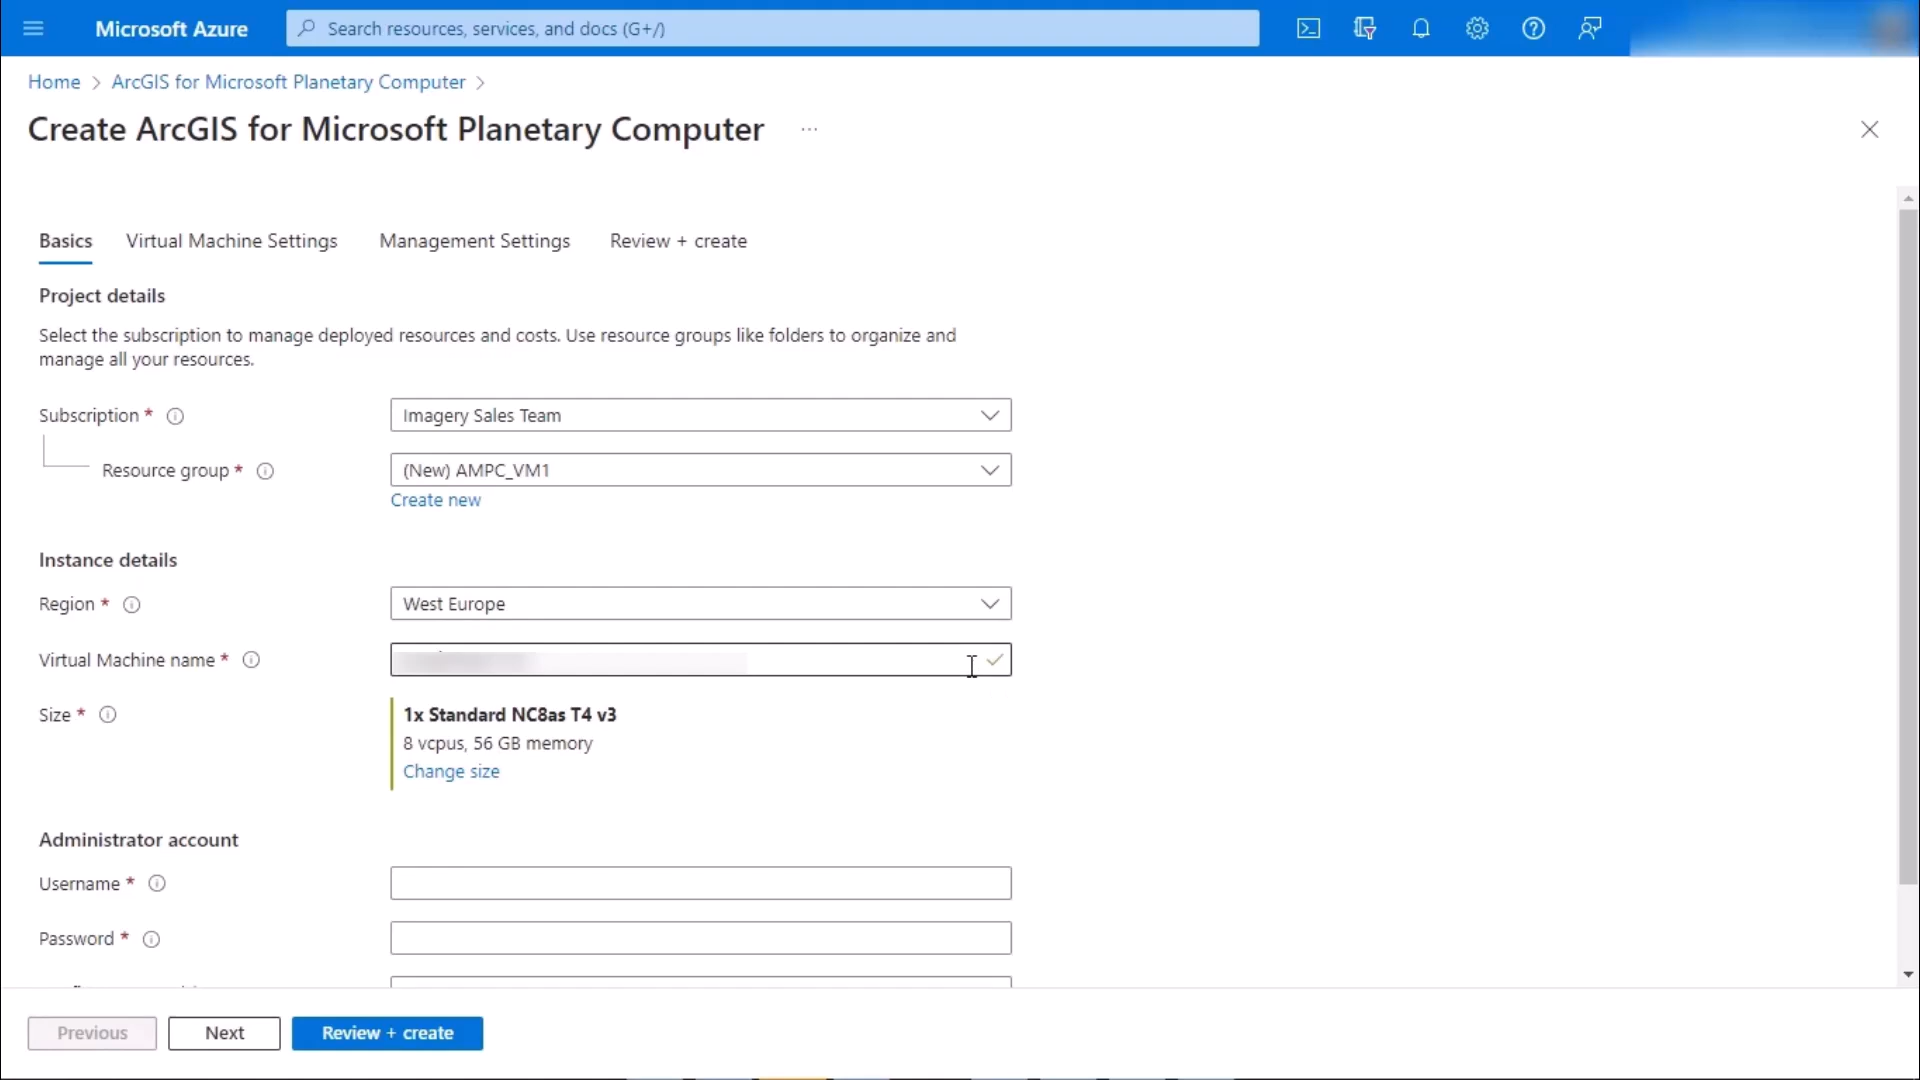 Microsoft Azure
Search resources, services, and docs (G+/)
Home > ArcGIS for Microsoft Planetary Computer >
Create ArcGIS for Microsoft Planetary Computer ...
Basics Virtual Machine Settings Management Settings Review + create
Project details
Select the subscription to manage deployed resources and costs. Use resource groups like folders to organize and
manage all your resources.
Subscription * Imagery Sales Team
Resource group * (New) AMPC_VM1
Create new
Instance details
Region * West Europe
Virtual Machine name *
Size * 1x Standard NC8as T4 v3
8 vcpus, 56 GB memory
Change size
Administrator account
Username *
Password *
Previous Next Review + create